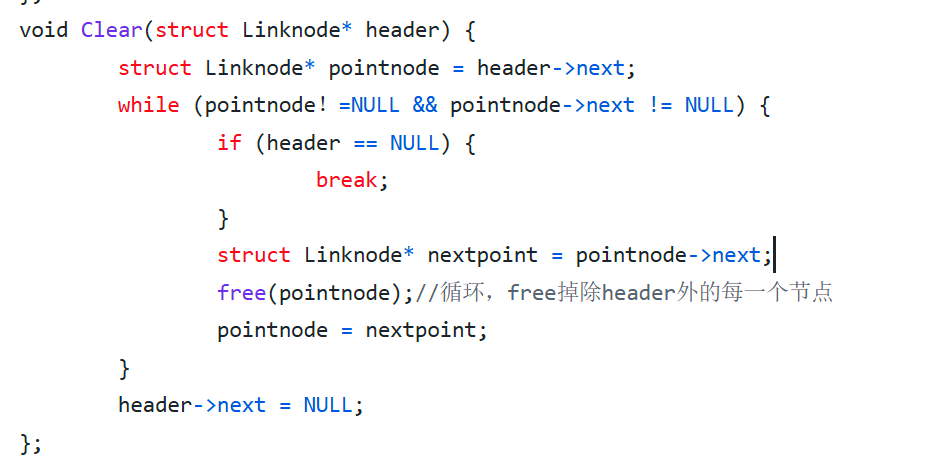 };
void Clear(struct Linknode* header) {
struct Linknode* pointnode = header->next;
while (pointnode! =NULL && pointnode->next != NULL) {
if (header == NULL) {
break;
}
struct Linknode* nextpoint = pointnode->next;
free(pointnode);//循环，free掉除header外的每一个节点
pointnode = nextpoint;
}
header->next = NULL;
};